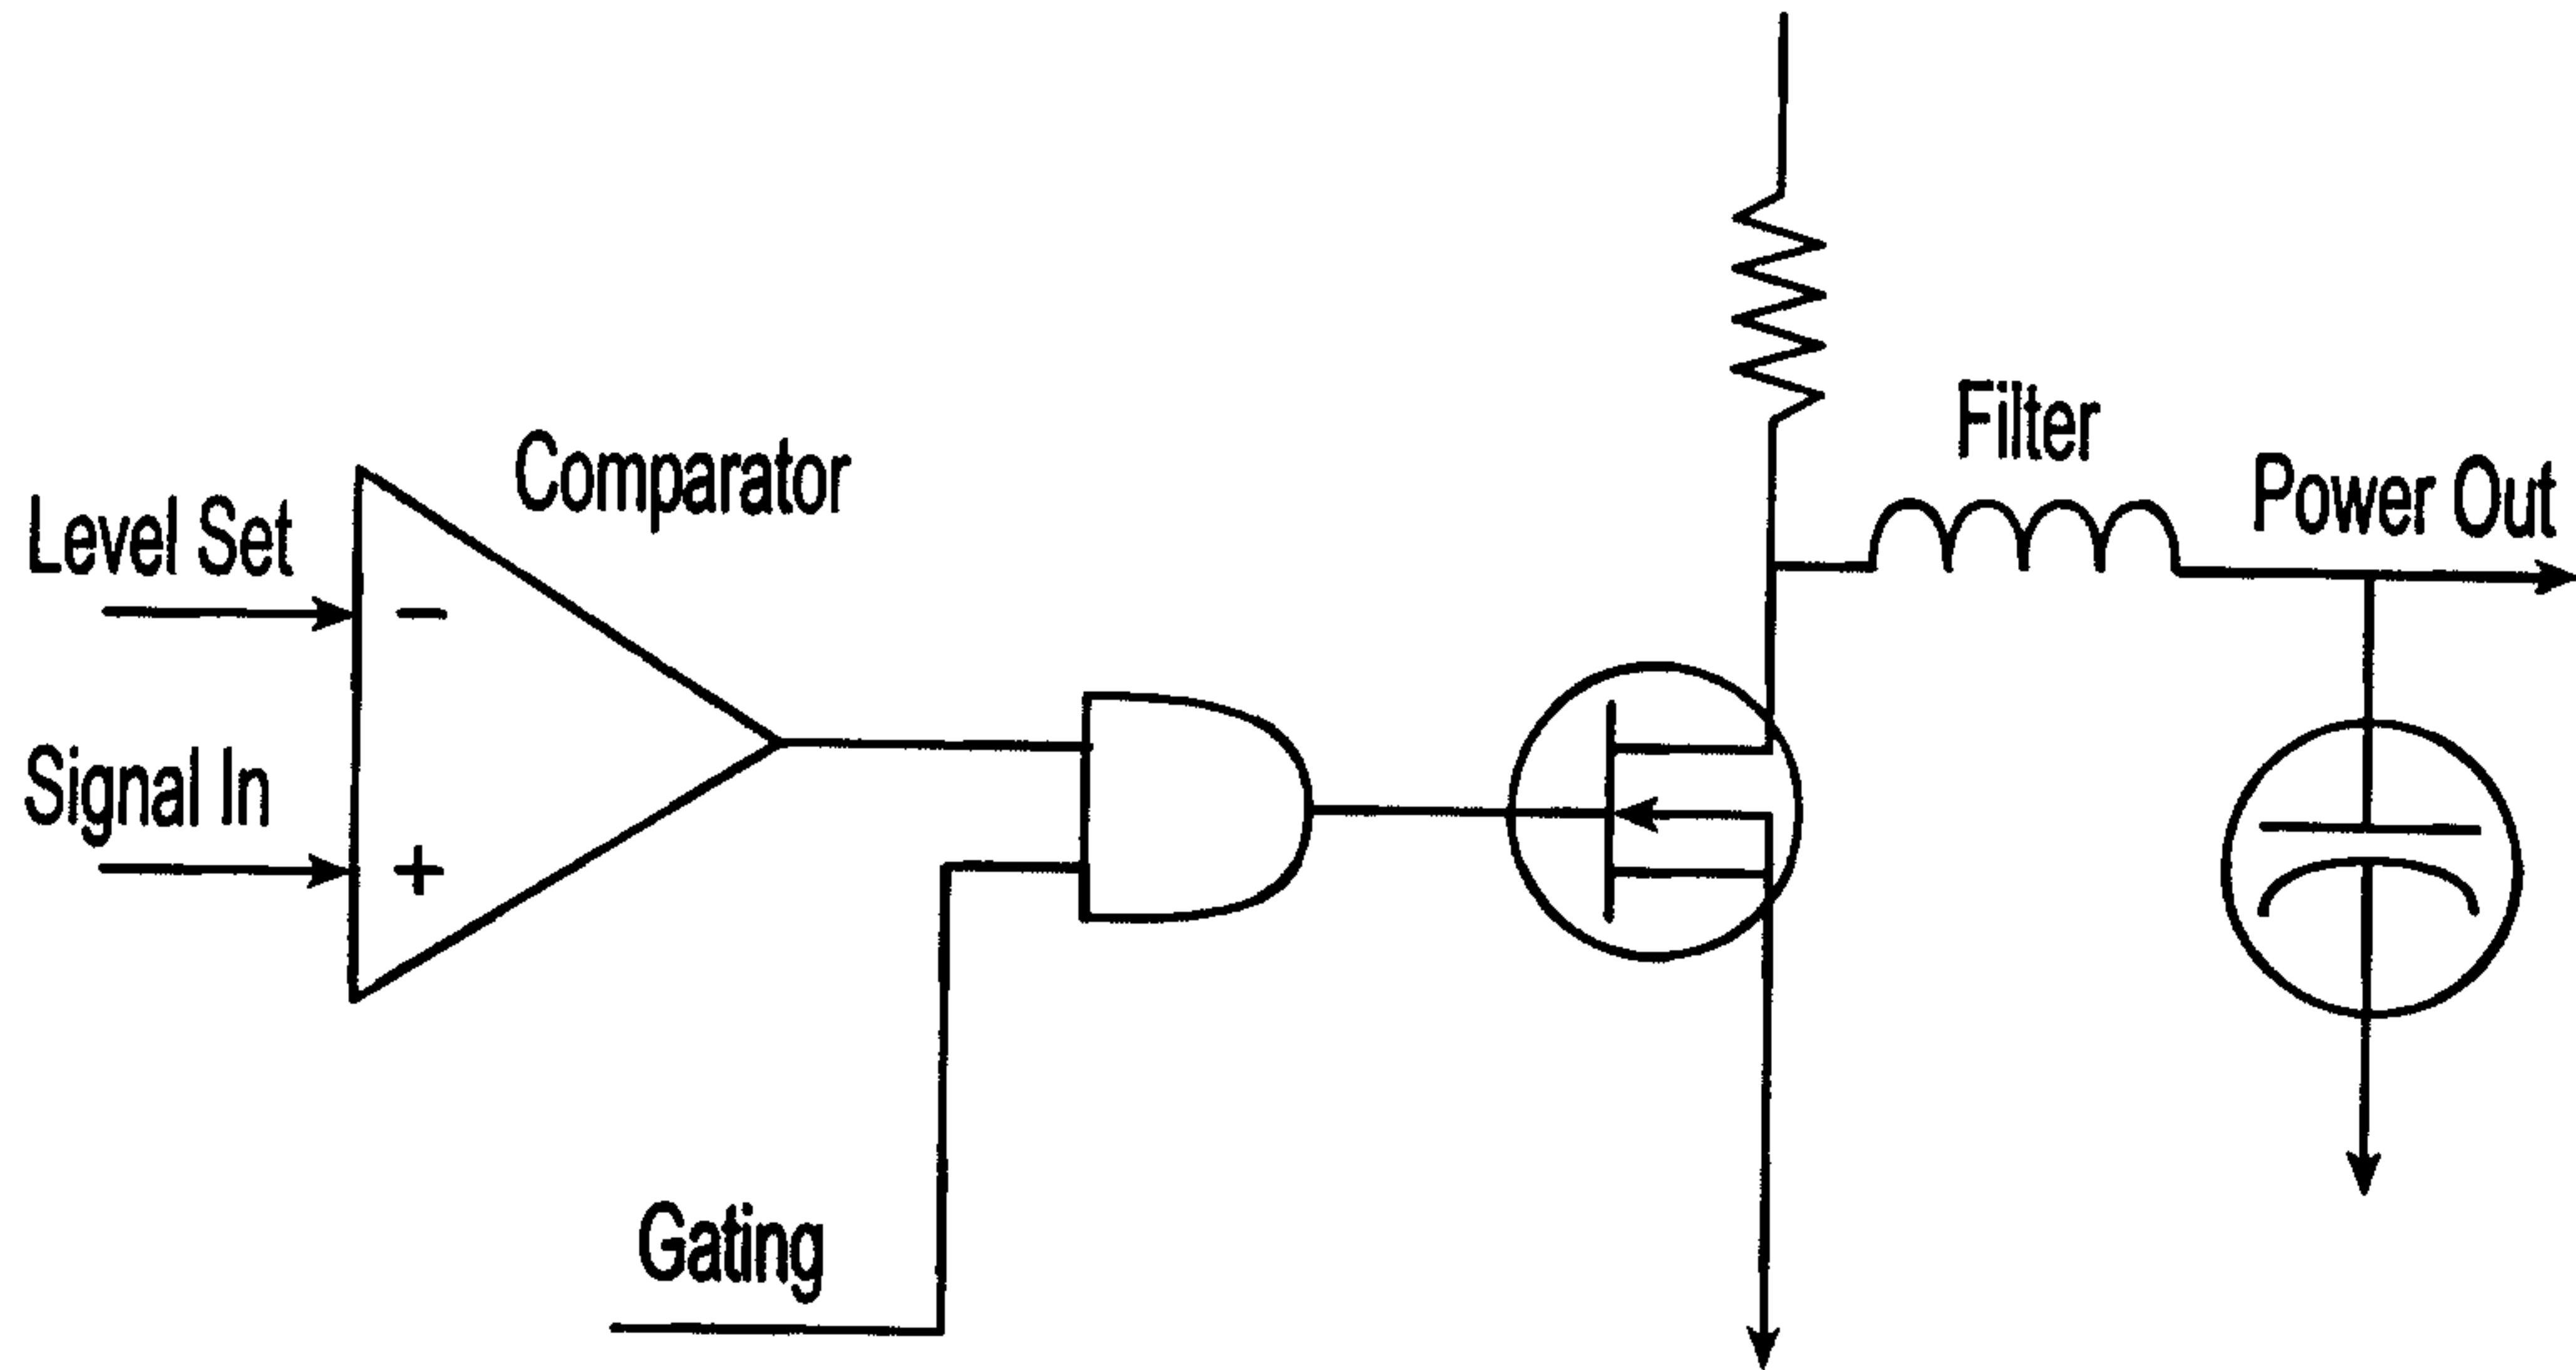 Filter
Comparator
Power Out
Level Set
−
Signal In
+
Gating